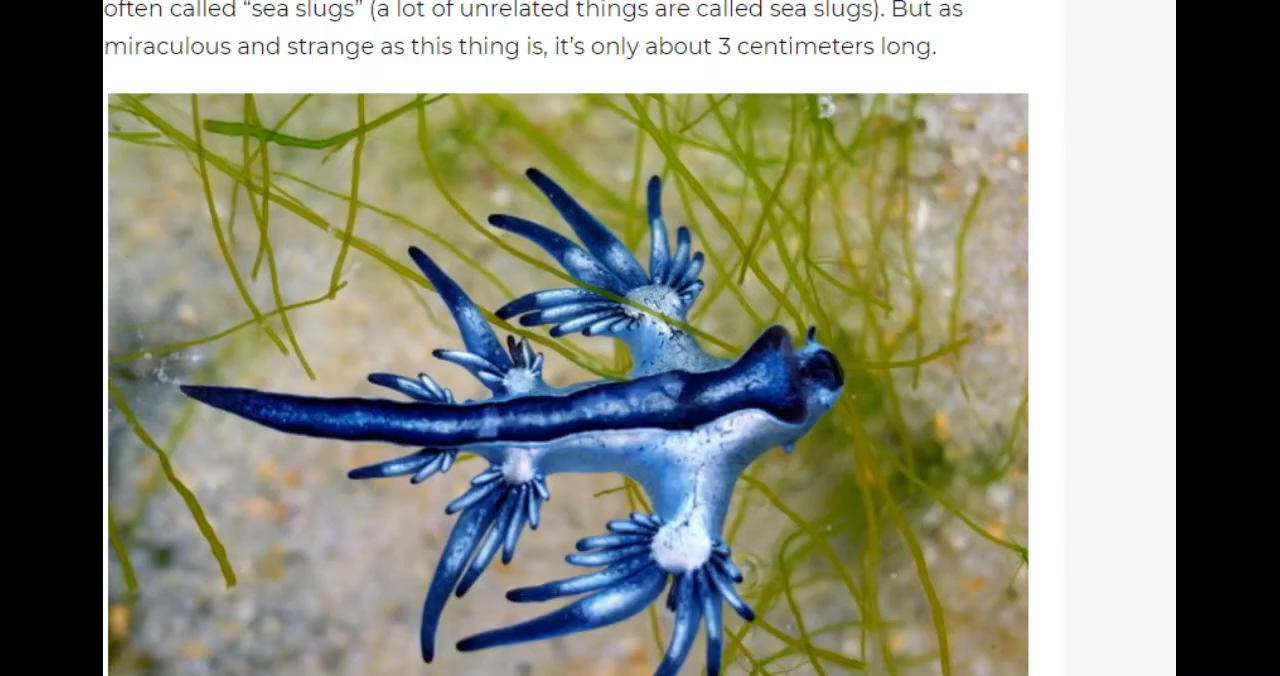 often called “sea slugs” (a lot of unrelated things are called sea slugs). But as
miraculous and strange as this thing is, it’s only about 3 centimeters long.